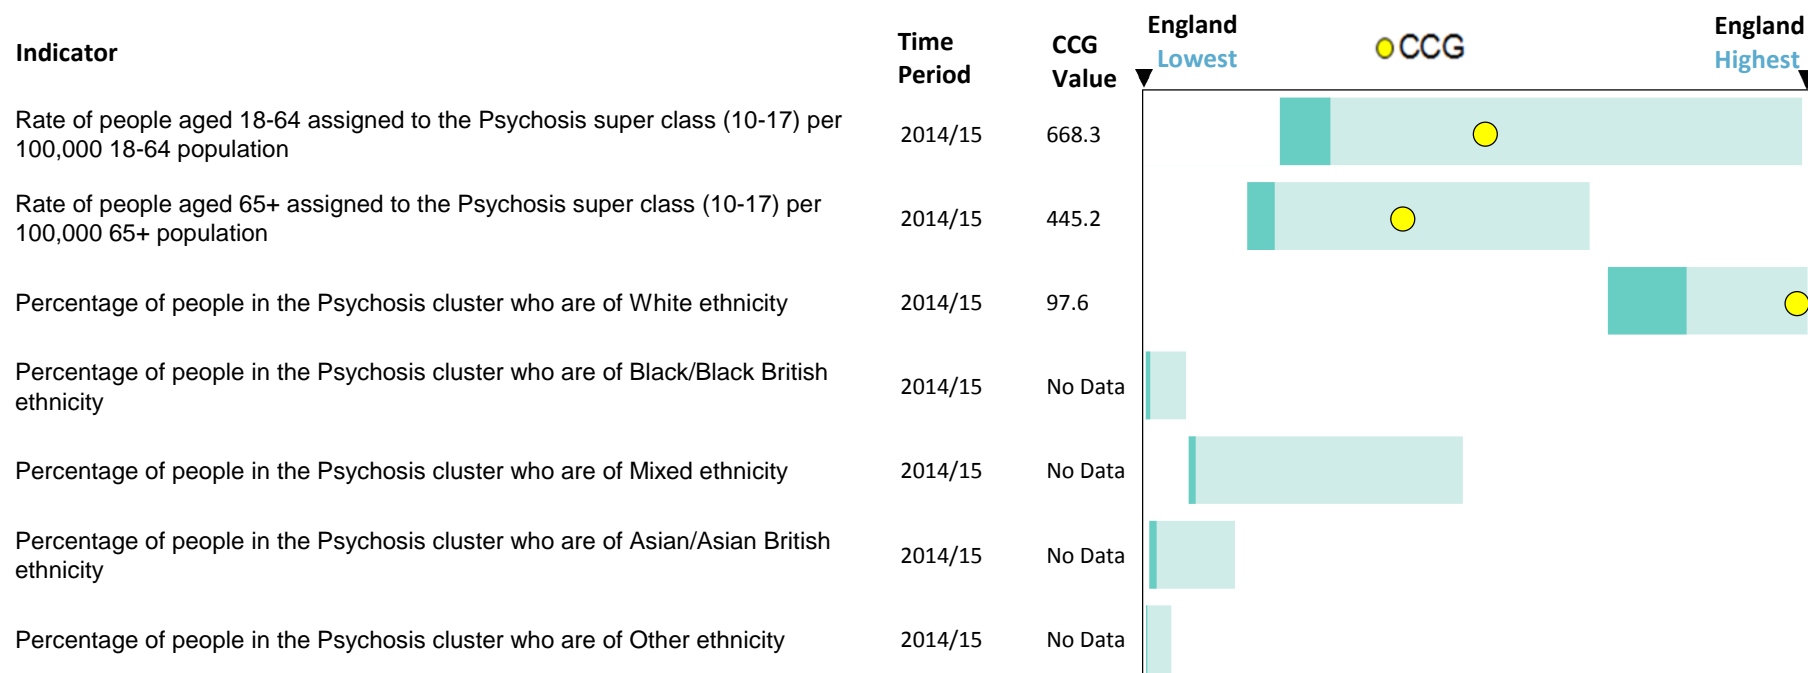 Indicator
Time
Period
CCG
Value
England
Lowest
CCG
England
Highest
Rate of people aged 18-64 assigned to the Psychosis super class (10-17) per
100,000 18-64 population
2014/15
668.3
Rate of people aged 65+ assigned to the Psychosis super class (10-17) per
100,000 65+ population
2014/15
445.2
Percentage of people in the Psychosis cluster who are of White ethnicity
2014/15
97.6
Percentage of people in the Psychosis cluster who are of Black/Black British
ethnicity
2014/15
No Data
Percentage of people in the Psychosis cluster who are of Mixed ethnicity
2014/15
No Data
Percentage of people in the Psychosis cluster who are of Asian/Asian British
ethnicity
2014/15
No Data
Percentage of people in the Psychosis cluster who are of Other ethnicity
2014/15
No Data